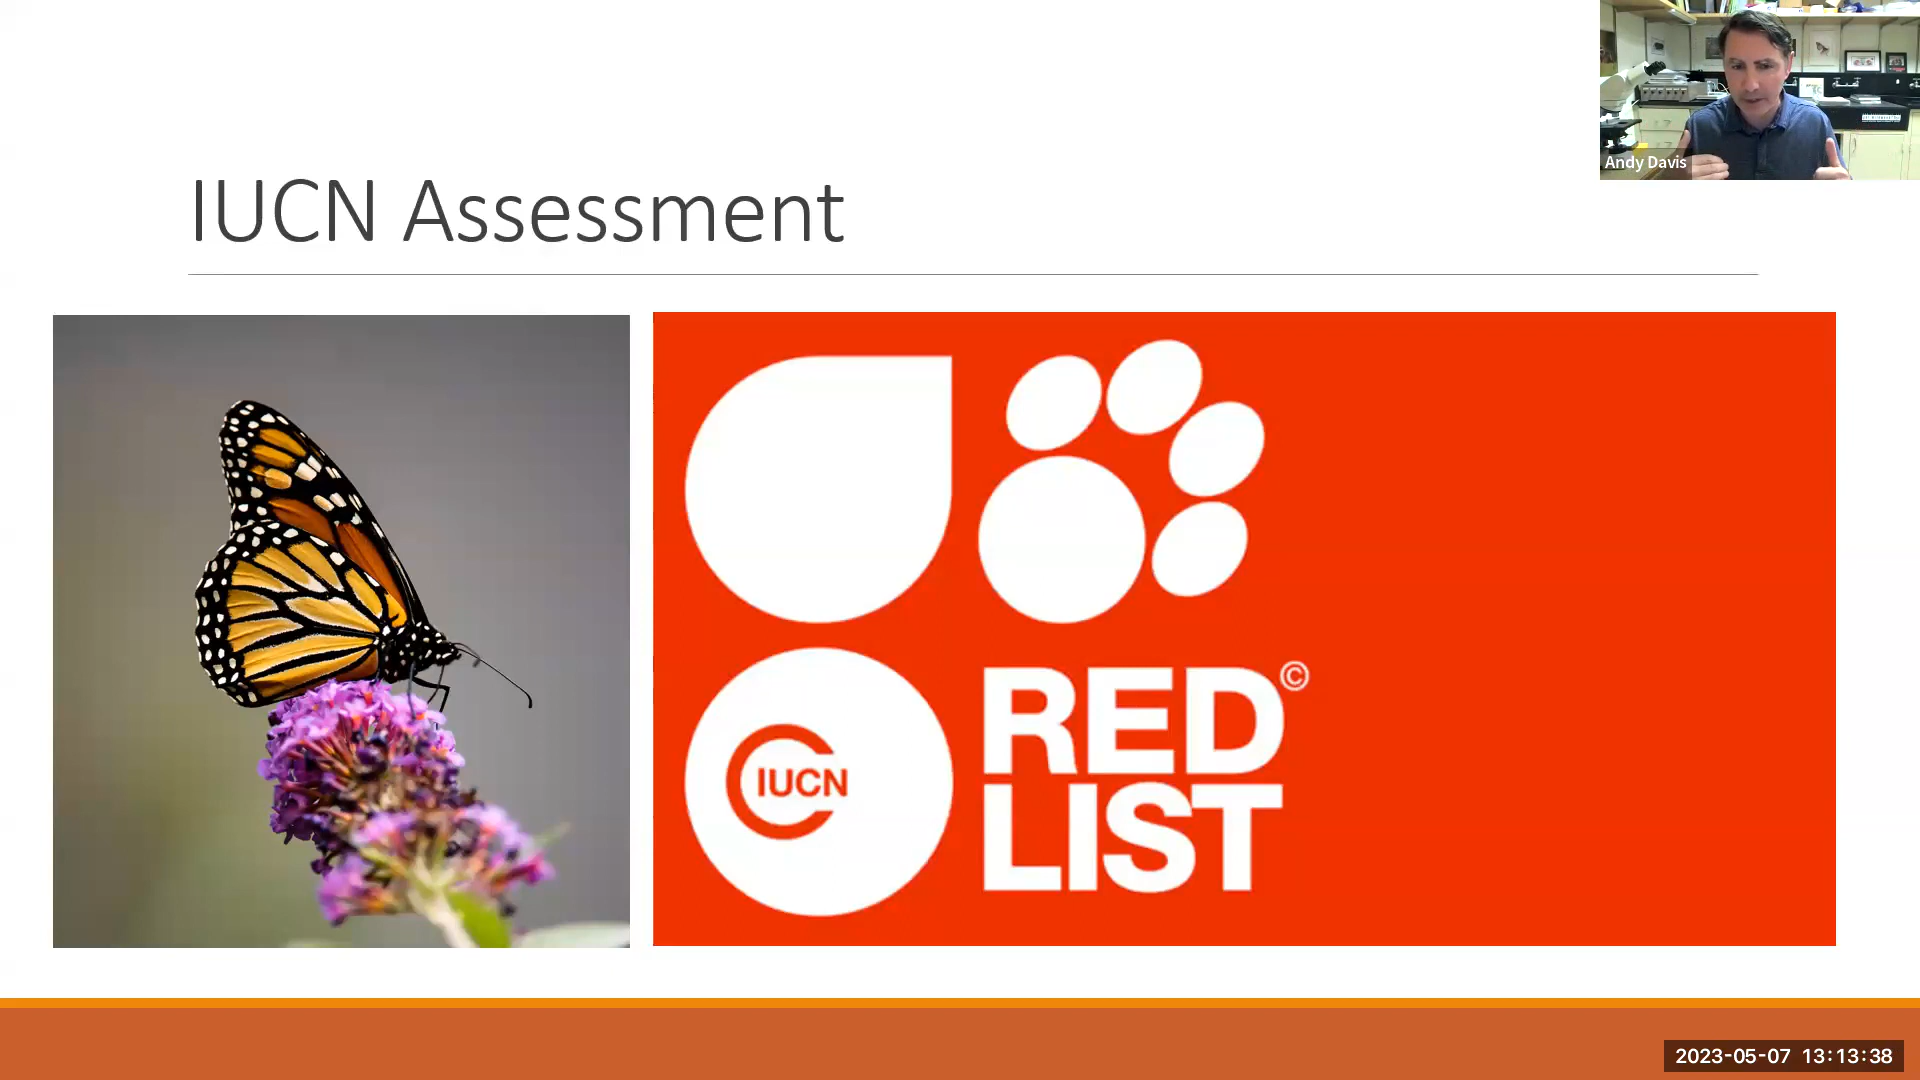 Andy Davis
IUCN Assessment
RED©
LIST
IUCN
2023-05-07 13:13:38